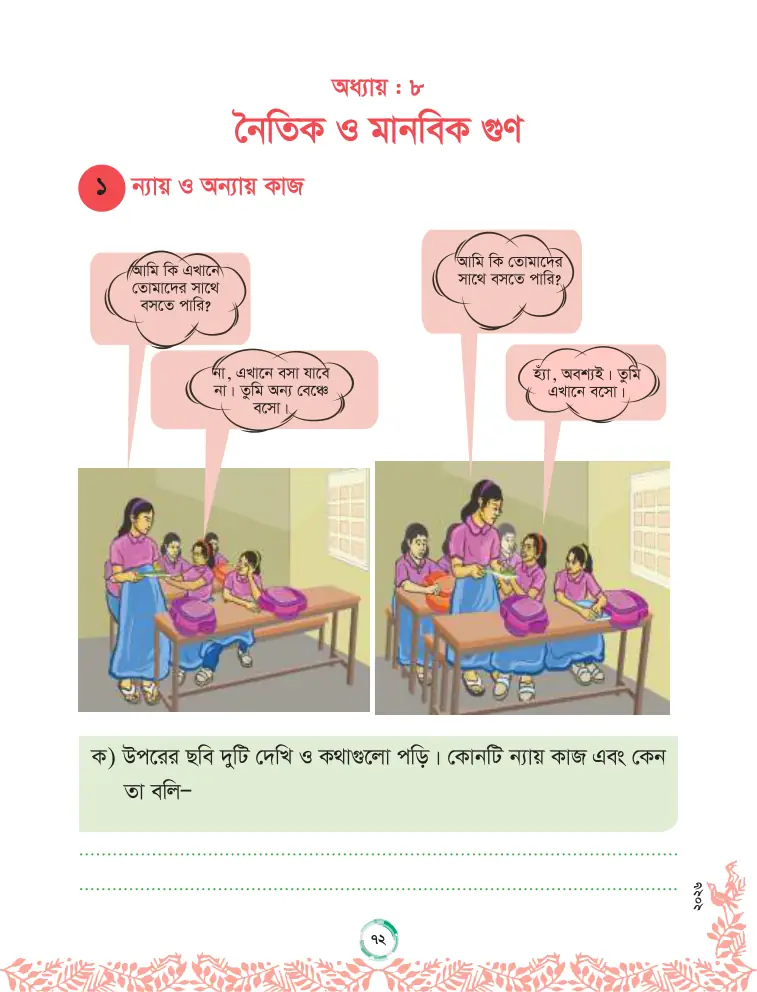 অধ্যায় : ৮
নৈতিক ও মানবিক গুণ
১ ন্যায় ও অন্যায় কাজ
আমি কি এখানে
তোমাদের সাথে
বসতে পারি?
না, এখানে বসা যাবে
না। তুমি অন্য বেঞ্চে
বসো।
আমি কি তোমাদের
সাথে বসতে পারি?
হ্যাঁ, অবশ্যই। তুমি
এখানে বসো।
ক) উপরের ছবি দুটি দেখি ও কথাগুলো পড়ি। কোনটি ন্যায় কাজ এবং কেন
তা বলি–
২০২৬
৭২